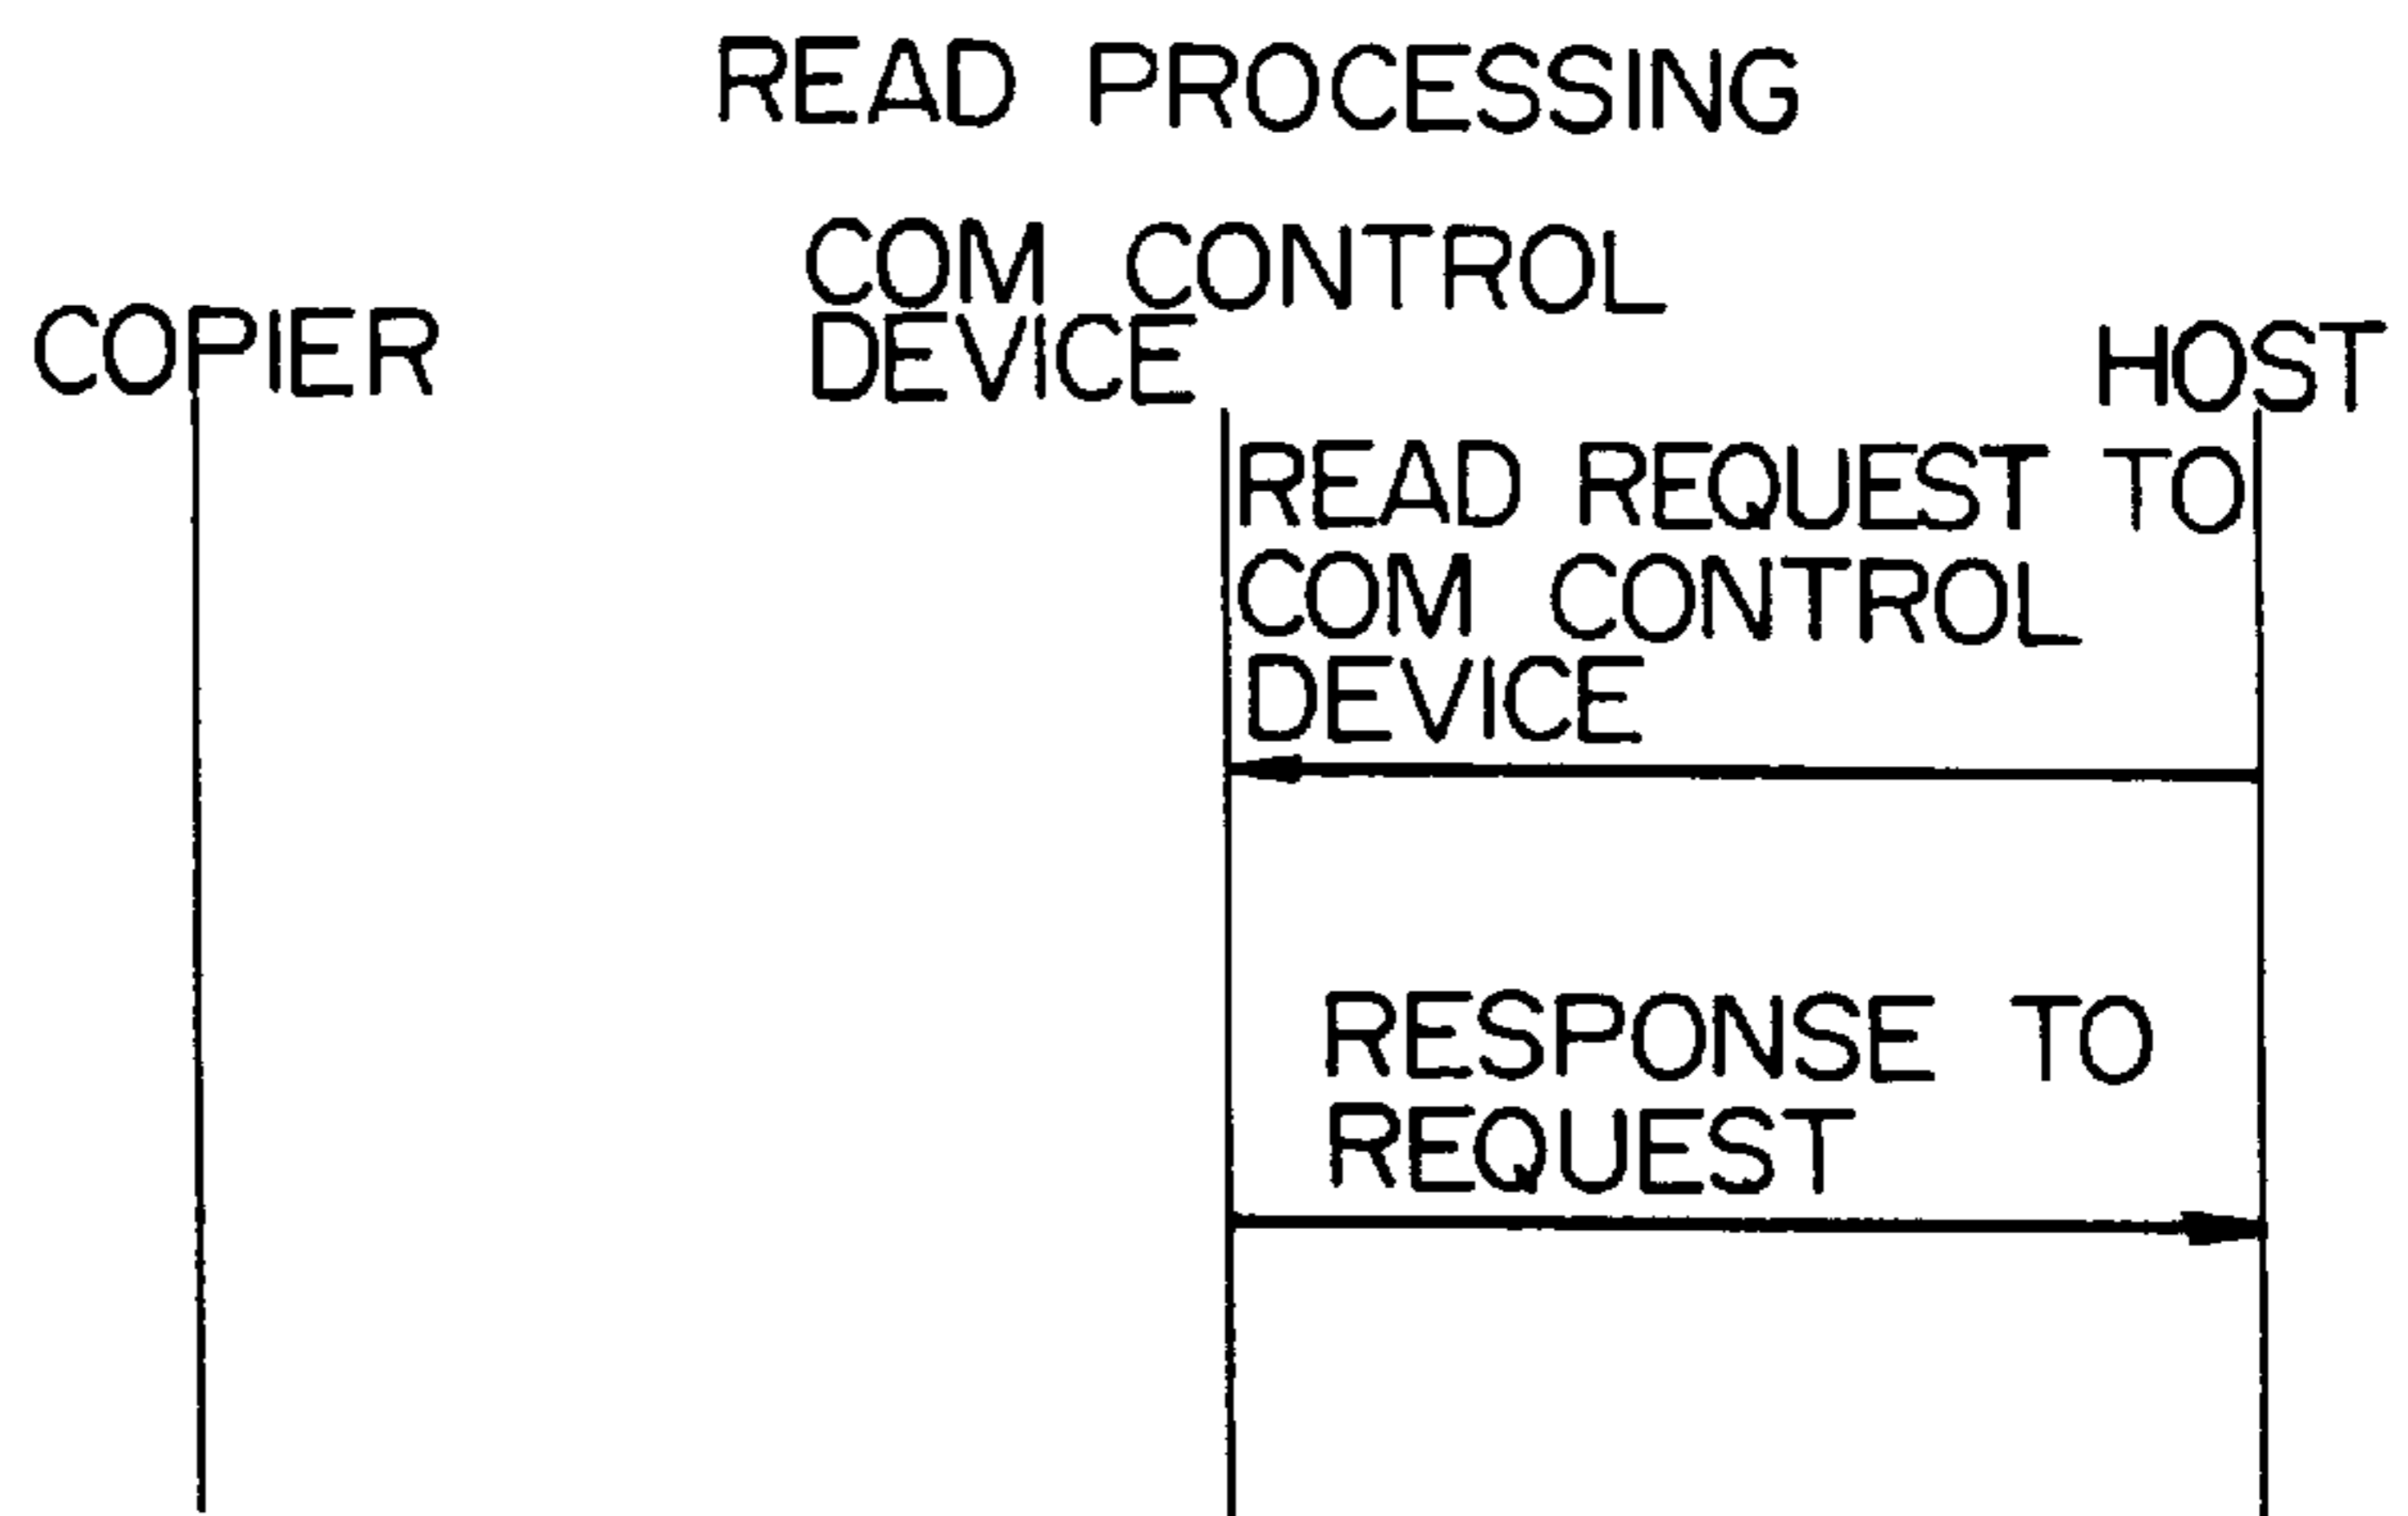 READ PROCESSING
COM CONTROL
DEVICE
COPIER
HOST
READ REQUEST TO
COM CONTROL
DEVICE
RESPONSE TO
REQUEST